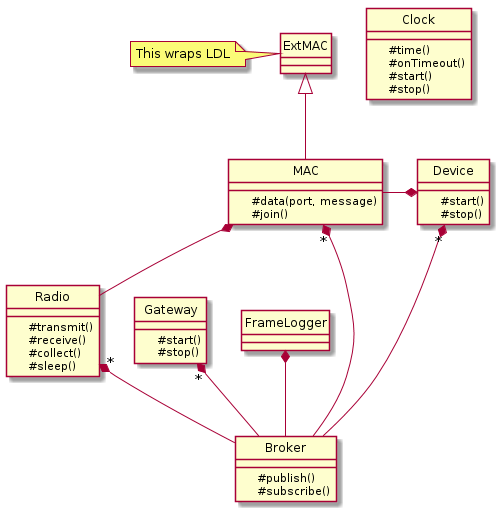 Clock
#time()
#onTimeout()
#start()
#stop()
This wraps LDL
ExtMAC
MAC
#data(port, message)
#join()
Device
#start()
#stop()
*
*
Radio
#transmit()
#receive()
#collect()
#sleep()
*
Gateway
#start()
#stop()
*
FrameLogger
Broker
#publish()
#subscribe()